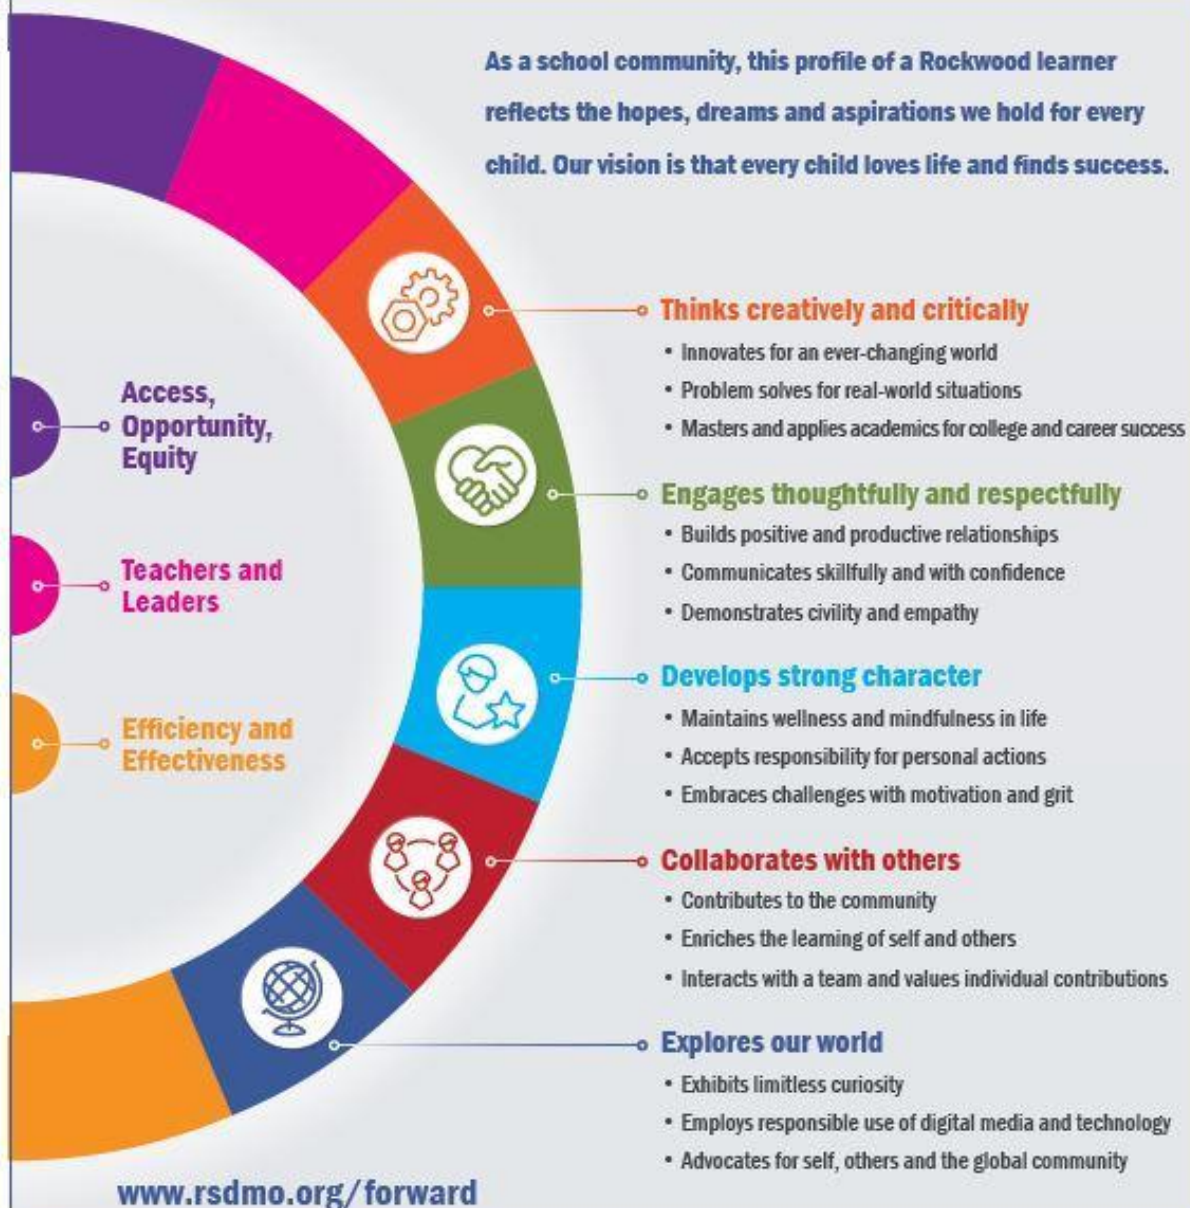 As a school community, this profile of a Rockwood learner
reflects the hopes, dreams and aspirations we hold for every
child. Our vision is that every child loves life and finds success.
Access,
Opportunity,
Equity
Teachers and
Leaders
Efficiency and
Effectiveness
Thinks creatively and critically
• Innovates for an ever-changing world
• Problem solves for real-world situations
• Masters and applies academics for college and career success
Engages thoughtfully and respectfully
• Builds positive and productive relationships
• Communicates skillfully and with confidence
• Demonstrates civility and empathy
Develops strong character
• Maintains wellness and mindfulness in life
• Accepts responsibility for personal actions
• Embraces challenges with motivation and grit
Collaborates with others
• Contributes to the community
• Enriches the learning of self and others
• Interacts with a team and values individual contributions
Explores our world
• Exhibits limitless curiosity
• Employs responsible use of digital media and technology
• Advocates for self, others and the global community
www.rsdmo.org/forward